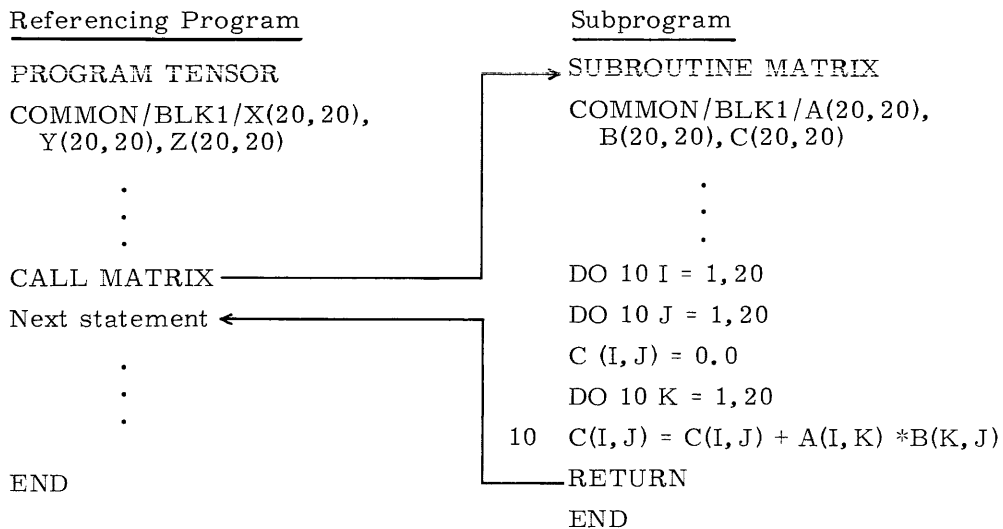 Referencing Program
PROGRAM TENSOR
COMMON/BLK1/X(20,20),
Y(20,20),Z(20,20)
.
.
.
CALL MATRIX
Next statement
.
.
.
END
Subprogram
SUBROUTINE MATRIX
COMMON/BLK1/A(20,20),
B(20,20),C(20,20)
.
.
.
DO 10 I = 1,20
DO 10 J = 1,20
C (I,J) = 0.0
DO 10 K = 1,20
10 C(I,J) = C(I,J) + A(I,K) *B(K,J)
RETURN
END